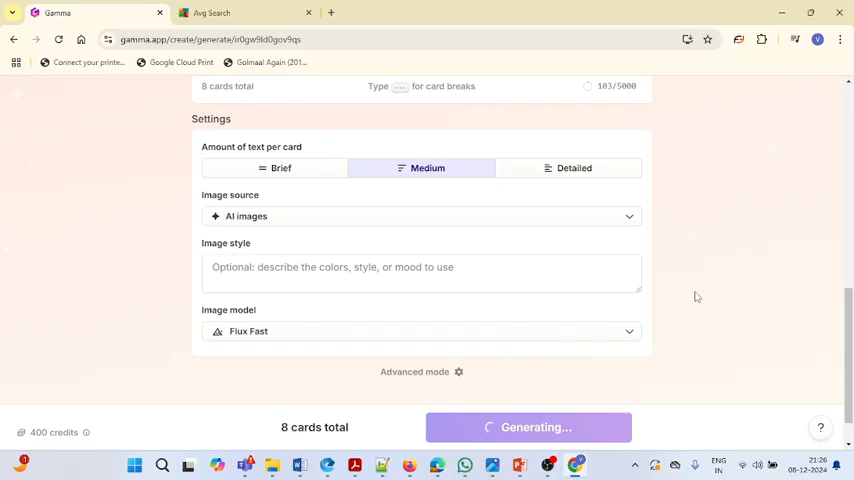 Gamma
Avg Search
gamma.app/create/generate/ir0gw9ld0gov9qs
V
Connect your printe...
Google Cloud Print
Golmaal Again (201...
8 cards total
Type --- for card breaks
103/5000
Settings
Amount of text per card
Brief
Medium
Detailed
Image source
AI images
Image style
Optional: describe the colors, style, or mood to use
Image model
Flux Fast
Advanced mode
400 credits
8 cards total
Generating...
?
ENG
IN
21:26
08-12-2024